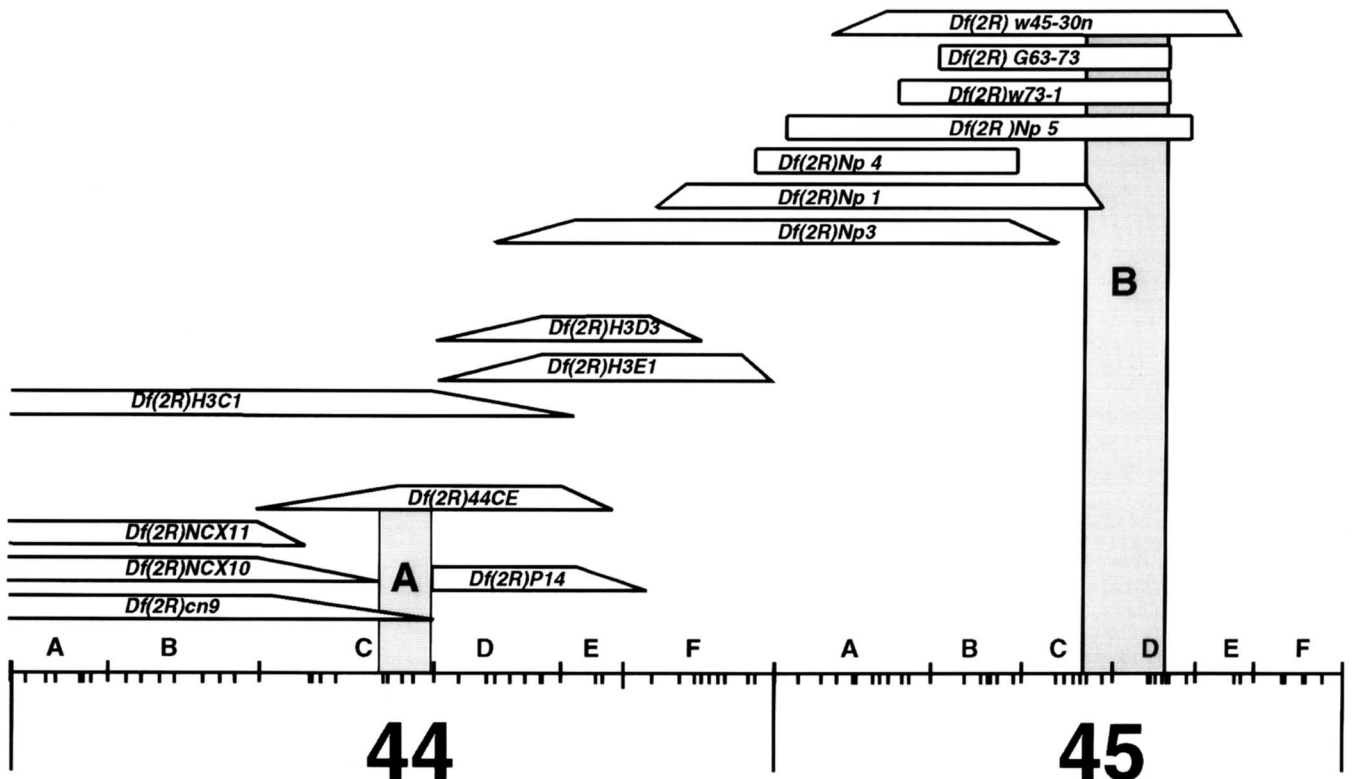 Df(2R) w45-30n
Df(2R) G63-73
Df(2R)w73-1
Df(2R )Np 5
Df(2R)Np 4
Df(2R)Np 1
Df(2R)Np3
B
Df(2R)H3D3
Df(2R)H3E1
Df(2R)H3C1
Df(2R)44CE
Df(2R)NCX11
Df(2R)NCX10
A
Df(2R)P14
Df(2R)cn9
A B C D E F A B C D E F
44 45